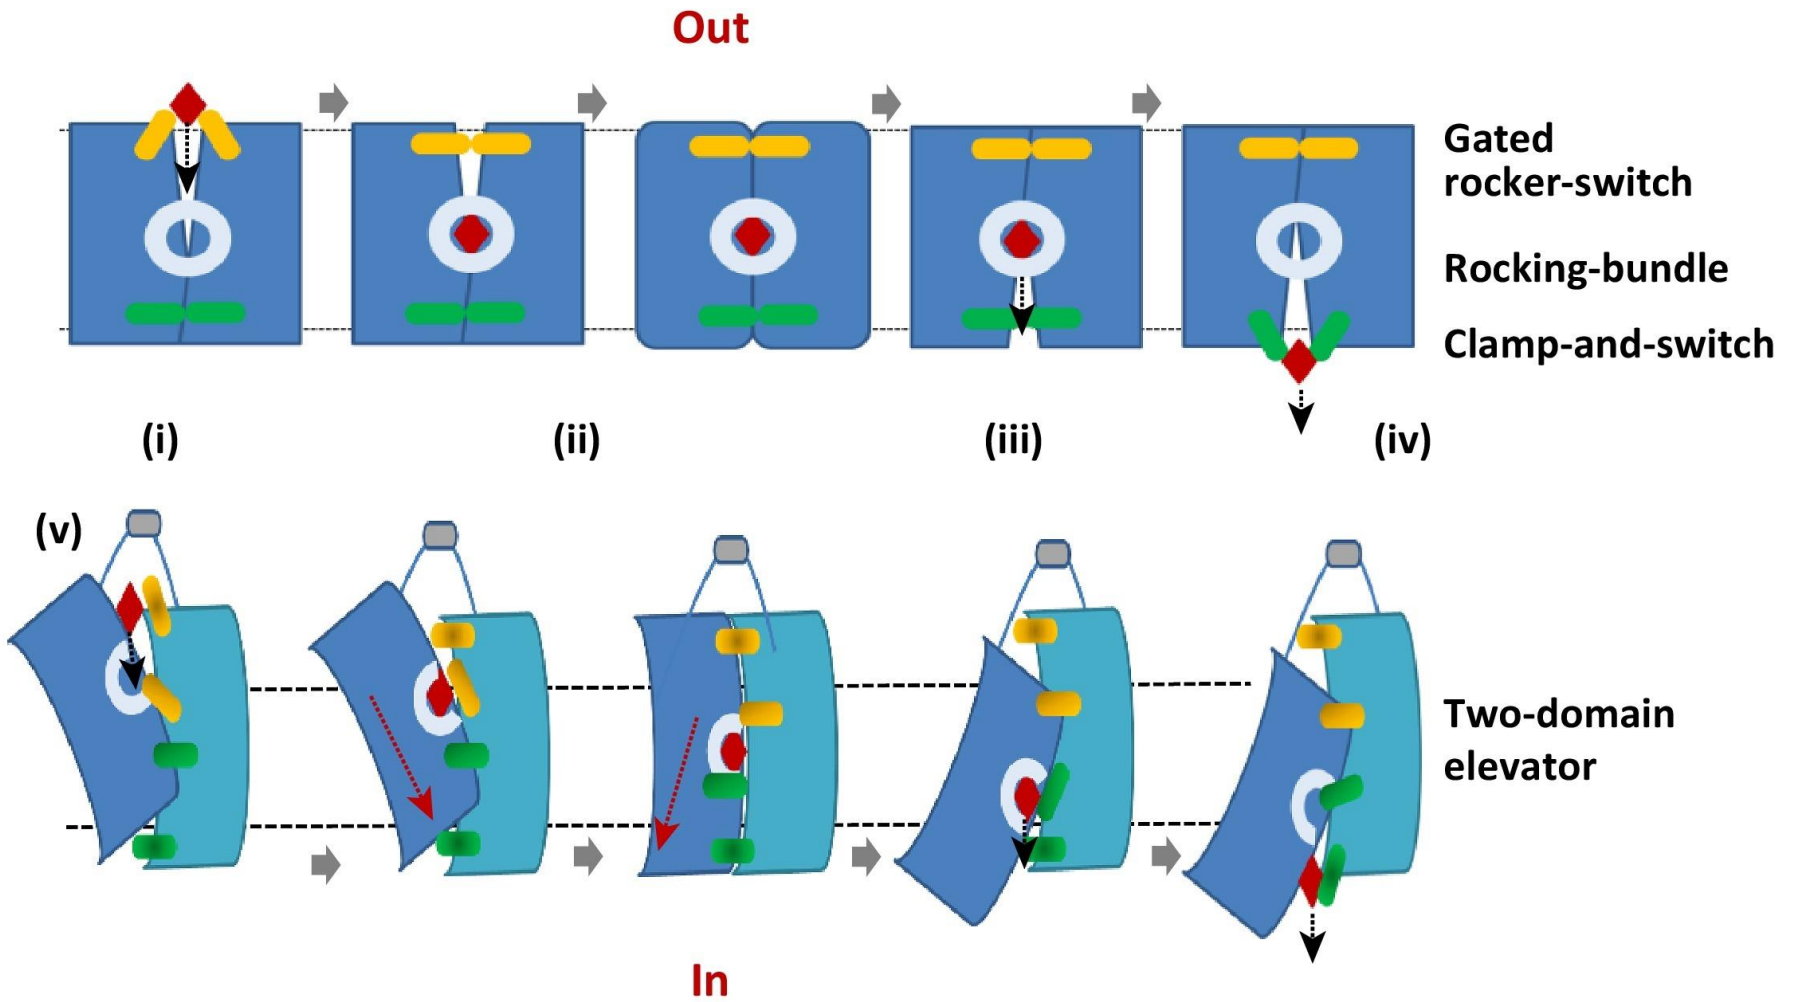 Out
Gated
rocker-switch
Rocking-bundle
Clamp-and-switch
(i)
(ii)
(iii)
(iv)
(v)
Two-domain
elevator
In